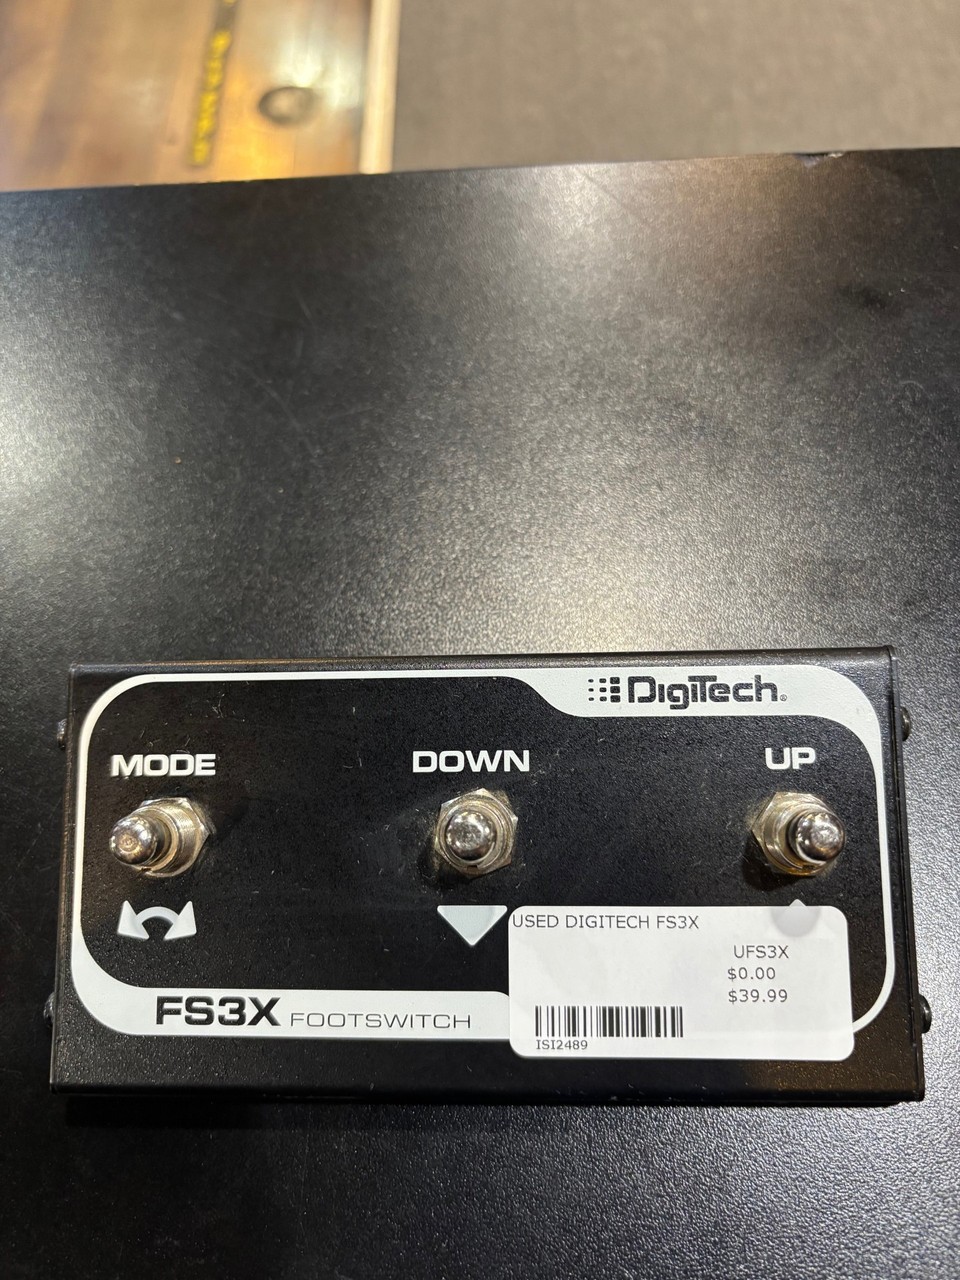 DigiTech®
MODE
DOWN
UP
USED DIGITECH FS3X
UFS3X
$0.00
$39.99
ISI2489
FS3X FOOTSWITCH